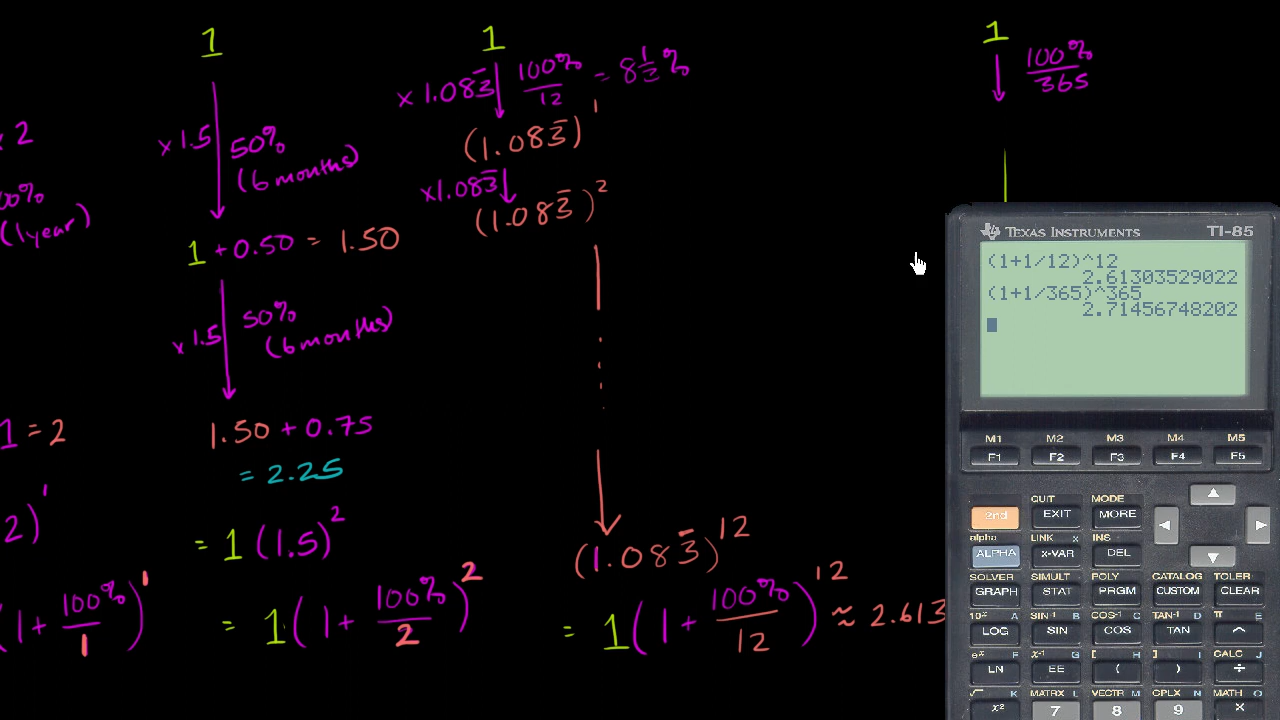 × 2
00%
(1 year)
1 = 2
2)^1
(1 + 100%/1)^1
1
×1.5
50%
(6 months)
1 + 0.50 = 1.50
×1.5
50%
(6 months)
1.50 + 0.75
= 2.25
= 1 (1.5)^2
= 1(1 + 100%/2)^2
1
× 1.083̅
100%/12 = 8 1/3 %
(1.083̅)^1
×1.083̅
(1.083̅)^2
(1.083̅)^12
= 1(1 + 100%/12)^12 ≈ 2.613
1
100%/365
TEXAS INSTRUMENTS TI-85
(1+1/12)^12
2.61303529022
(1+1/365)^365
2.71456748202
M1 M2 M3 M4 M5
F1 F2 F3 F4 F5
QUIT MODE
2nd EXIT MORE
alpha LINK x INS
ALPHA x-VAR DEL
SOLVER SIMULT POLY CATALOG TOLER
GRAPH STAT PRGM CUSTOM CLEAR
10ˣ A SIN⁻¹ B COS⁻¹ C TAN⁻¹ D π E
LOG SIN COS TAN ^
eˣ F x⁻¹ G [ H ] I CALC J
LN EE ( ) ÷
√ K MATRX L VECTR M CPLX N MATH O
x² 7 8 9 ×